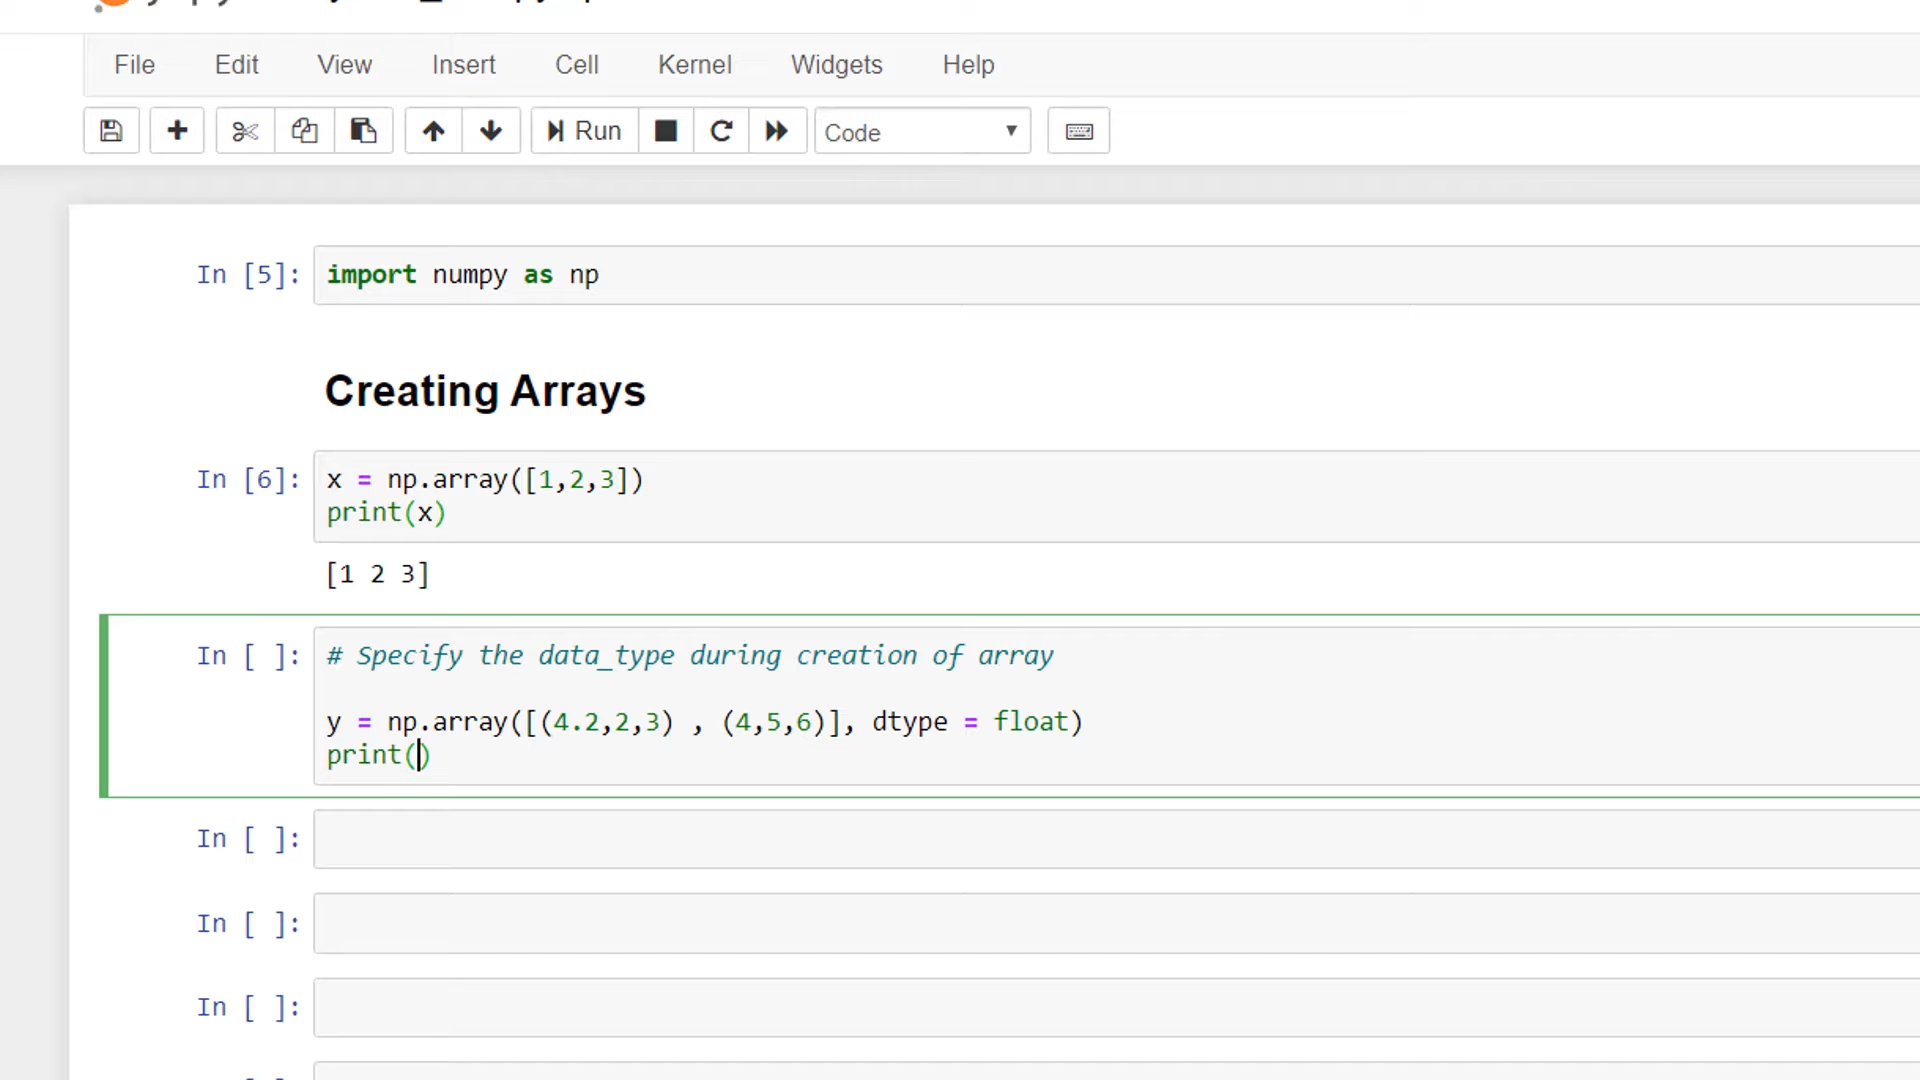 File Edit View Insert Cell Kernel Widgets Help
Run Code
In [5]: import numpy as np
Creating Arrays
In [6]: x = np.array([1,2,3])
print(x)
[1 2 3]
In [ ]: # Specify the data_type during creation of array
y = np.array([(4.2,2,3) , (4,5,6)], dtype = float)
print()
In [ ]:
In [ ]:
In [ ]: